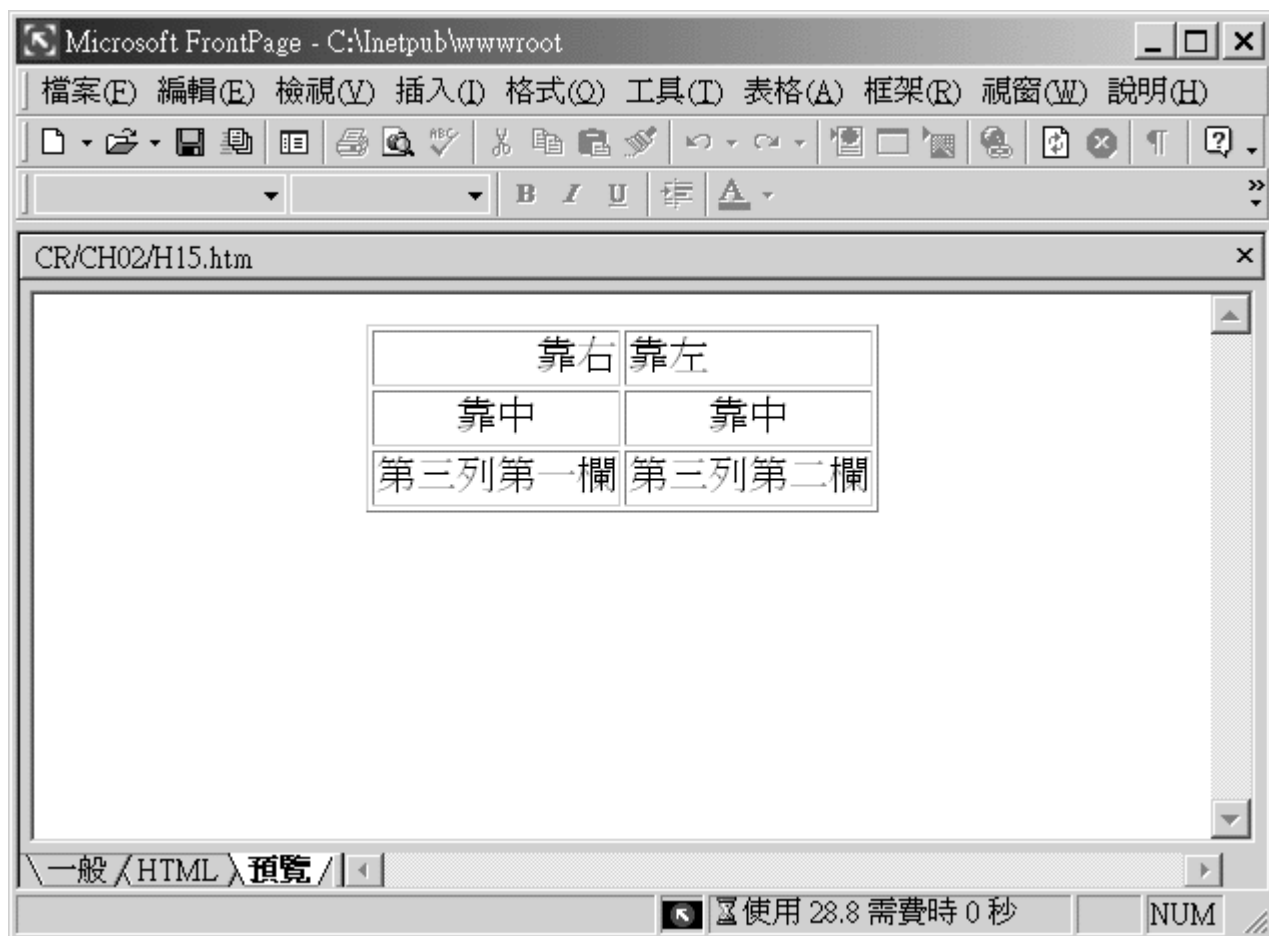 Microsoft FrontPage - C:\Inetpub\wwwroot
檔案(F) 編輯(E) 檢視(V) 插入(I) 格式(O) 工具(T) 表格(A) 框架(R) 視窗(W) 說明(H)
ABC
B I U A
CR/CH02/H15.htm
靠右 靠左
靠中 靠中
第三列第一欄 第三列第二欄
一般 HTML 預覽
使用 28.8 需費時 0 秒 NUM